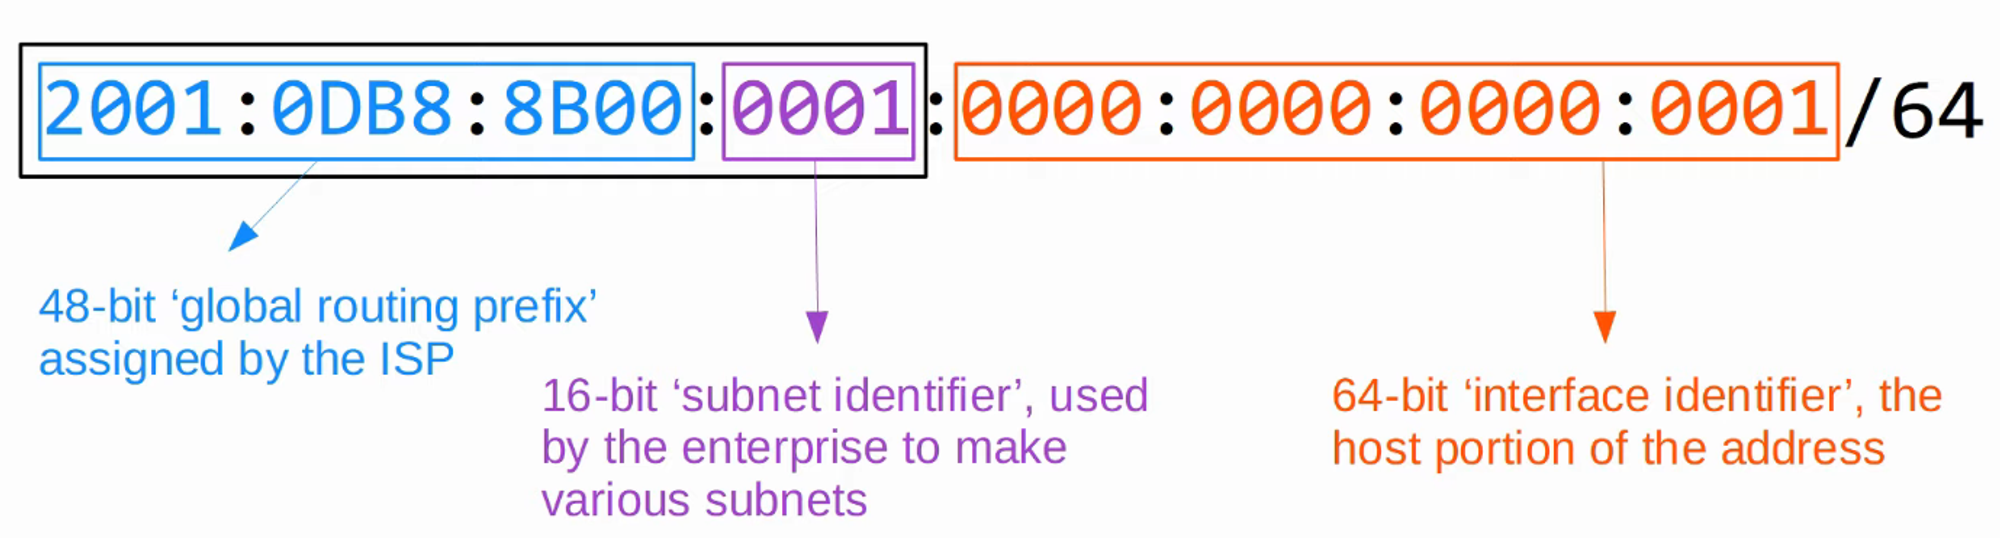 2001:0DB8:8B00:0001:0000:0000:0000:0001/64
48-bit ‘global routing prefix’
assigned by the ISP
16-bit ‘subnet identifier’, used
by the enterprise to make
various subnets
64-bit ‘interface identifier’, the
host portion of the address